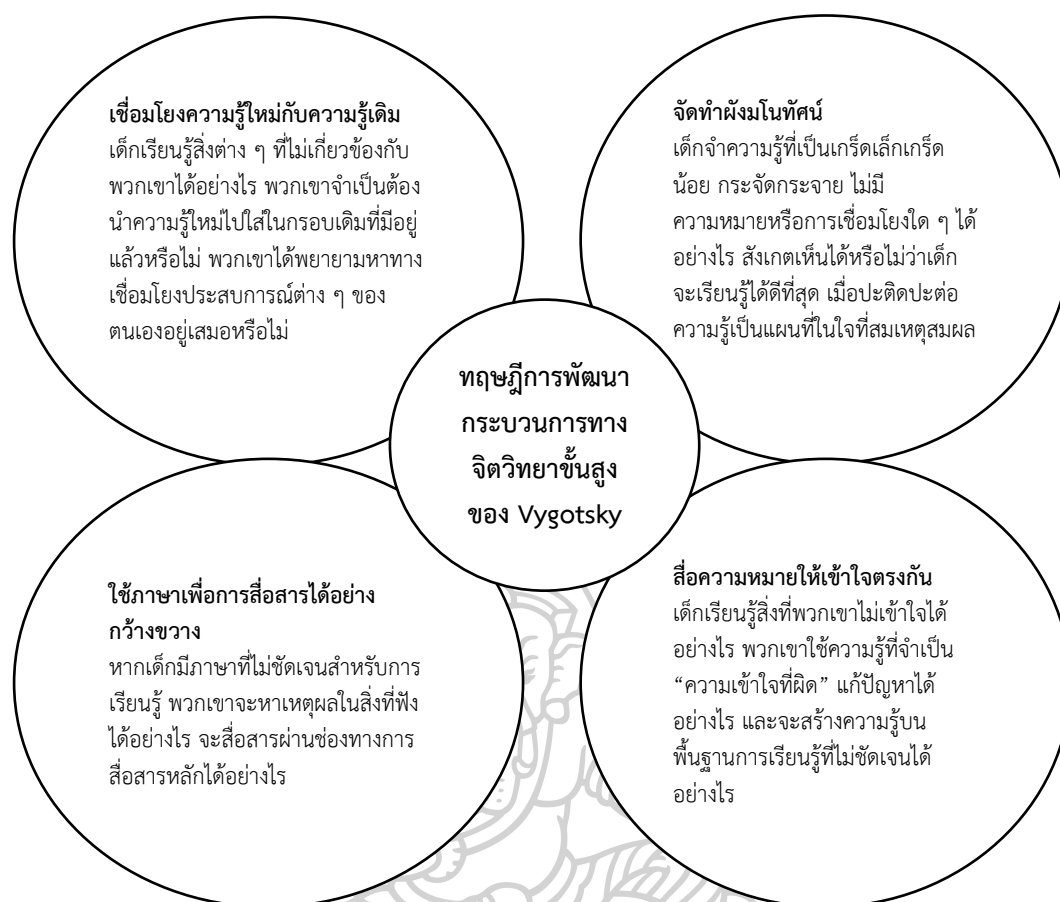 เชื่อมโยงความรู้ใหม่กับความรู้เดิม
เด็กเรียนรู้สิ่งต่าง ๆ ที่ไม่เกี่ยวข้องกับ
พวกเขาได้อย่างไร พวกเขาจำเป็นต้อง
นำความรู้ใหม่ไปใส่ในกรอบเดิมที่มีอยู่
แล้วหรือไม่ พวกเขาได้พยายามหาทาง
เชื่อมโยงประสบการณ์ต่าง ๆ ของ
ตนเองอยู่เสมอหรือไม่
จัดทำผังมโนทัศน์
เด็กจำความรู้ที่เป็นเกร็ดเล็กเกร็ด
น้อย กระจัดกระจาย ไม่มี
ความหมายหรือการเชื่อมโยงใด ๆ ได้
อย่างไร สังเกตเห็นได้หรือไม่ว่าเด็ก
จะเรียนรู้ได้ดีที่สุด เมื่อปะติดปะต่อ
ความรู้เป็นแผนที่ในใจที่สมเหตุสมผล
ทฤษฎีการพัฒนา
กระบวนการทาง
จิตวิทยาขั้นสูง
ของ Vygotsky
ใช้ภาษาเพื่อการสื่อสารได้อย่าง
กว้างขวาง
หากเด็กมีภาษาที่ไม่ชัดเจนสำหรับการ
เรียนรู้ พวกเขาจะหาเหตุผลในสิ่งที่ฟัง
ได้อย่างไร จะสื่อสารผ่านช่องทางการ
สื่อสารหลักได้อย่างไร
สื่อความหมายให้เข้าใจตรงกัน
เด็กเรียนรู้สิ่งที่พวกเขาไม่เข้าใจได้
อย่างไร พวกเขาใช้ความรู้ที่จำเป็น
“ความเข้าใจที่ผิด” แก้ปัญหาได้
อย่างไร และจะสร้างความรู้บน
พื้นฐานการเรียนรู้ที่ไม่ชัดเจนได้
อย่างไร